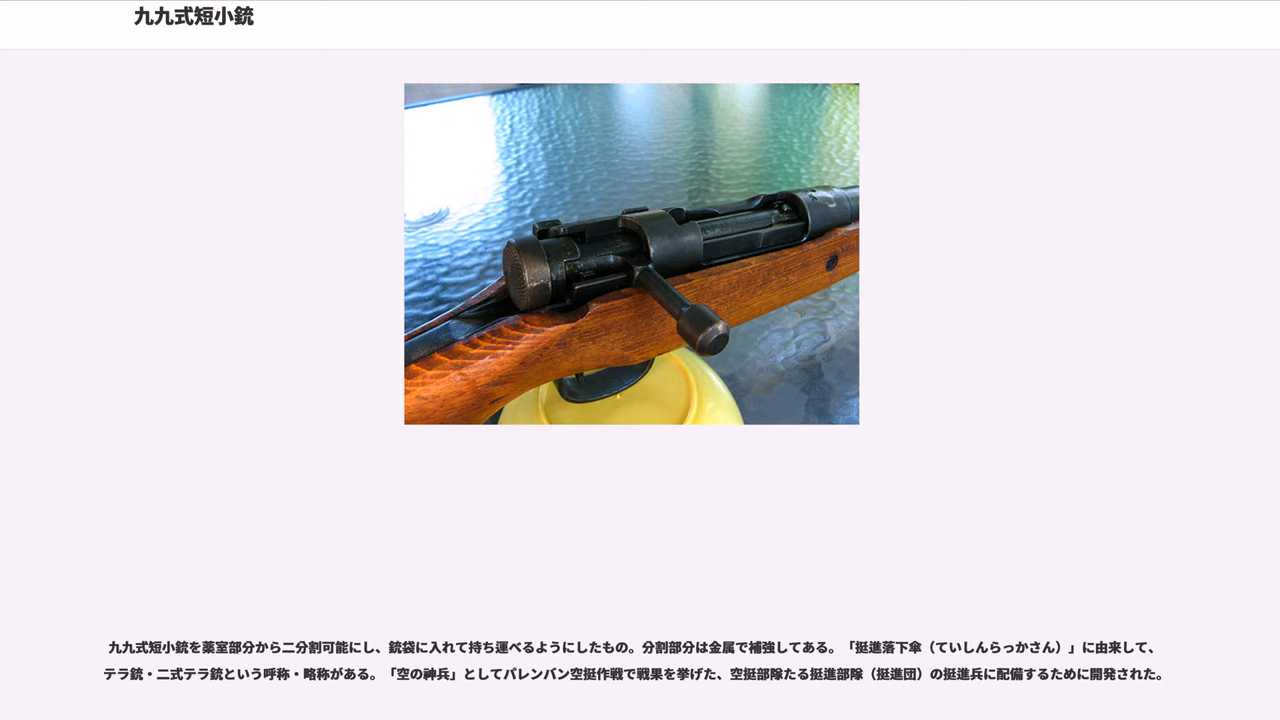 九九式短小銃
九九式短小銃を薬室部分から二分割可能にし、銃袋に入れて持ち運べるようにしたもの。分割部分は金属で補強してある。「挺進落下傘（ていしんらっかさん）」に由来して、
テラ銃・二式テラ銃という呼称・略称がある。「空の神兵」としてパレンバン空挺作戦で戦果を挙げた、空挺部隊たる挺進部隊（挺進団）の挺進兵に配備するために開発された。